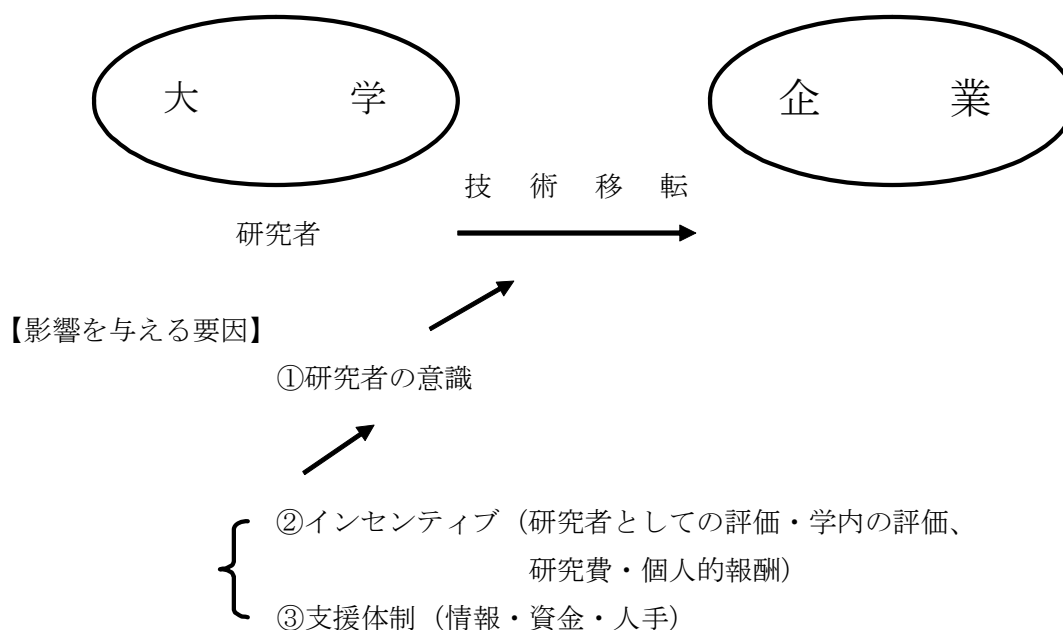 大 学
企 業
技 術 移 転
研究者
【影響を与える要因】
①研究者の意識
②インセンティブ（研究者としての評価・学内の評価、
研究費・個人的報酬）
③支援体制（情報・資金・人手）